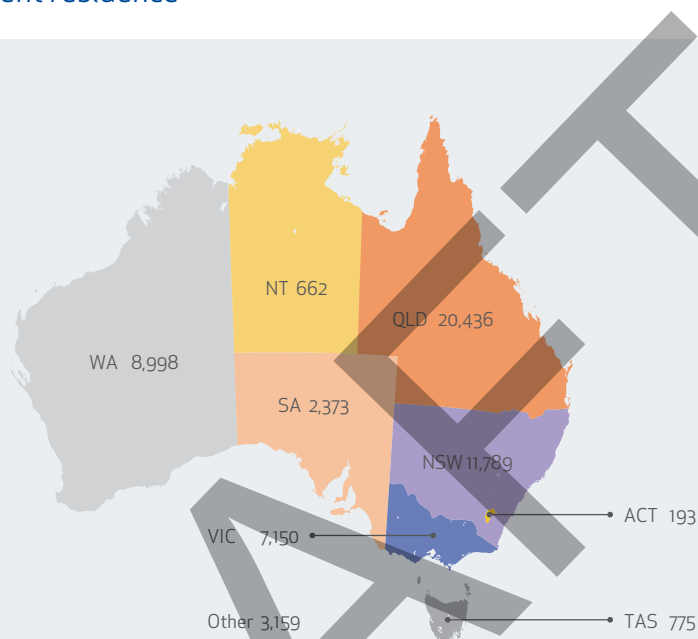 NT 662
QLD 20,436
WA 8,998
SA 2,373
NSW 11,789
ACT 193
VIC 7,150
Other 3,159
TAS 775